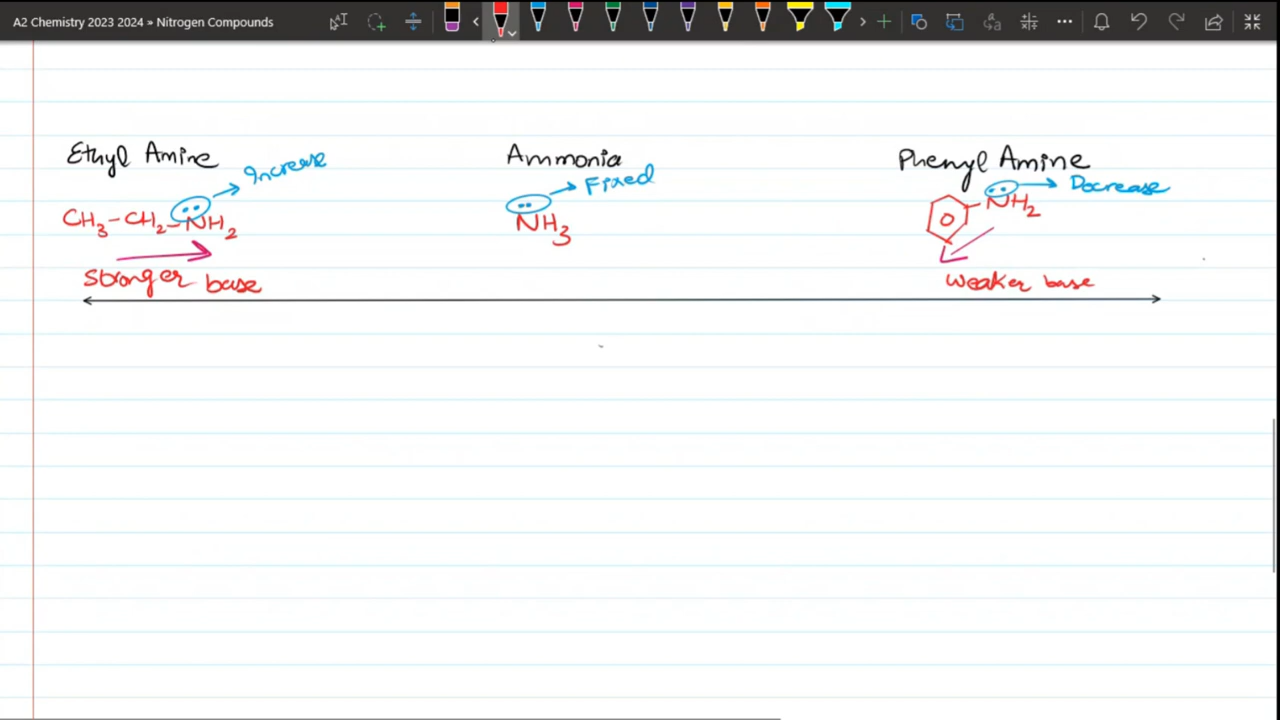 A2 Chemistry 2023 2024 » Nitrogen Compounds
Ethyl Amine
Increase
CH3-CH2-NH2
stronger base
Ammonia
Fixed
NH3
Phenyl Amine
Decrease
NH2
weaker base